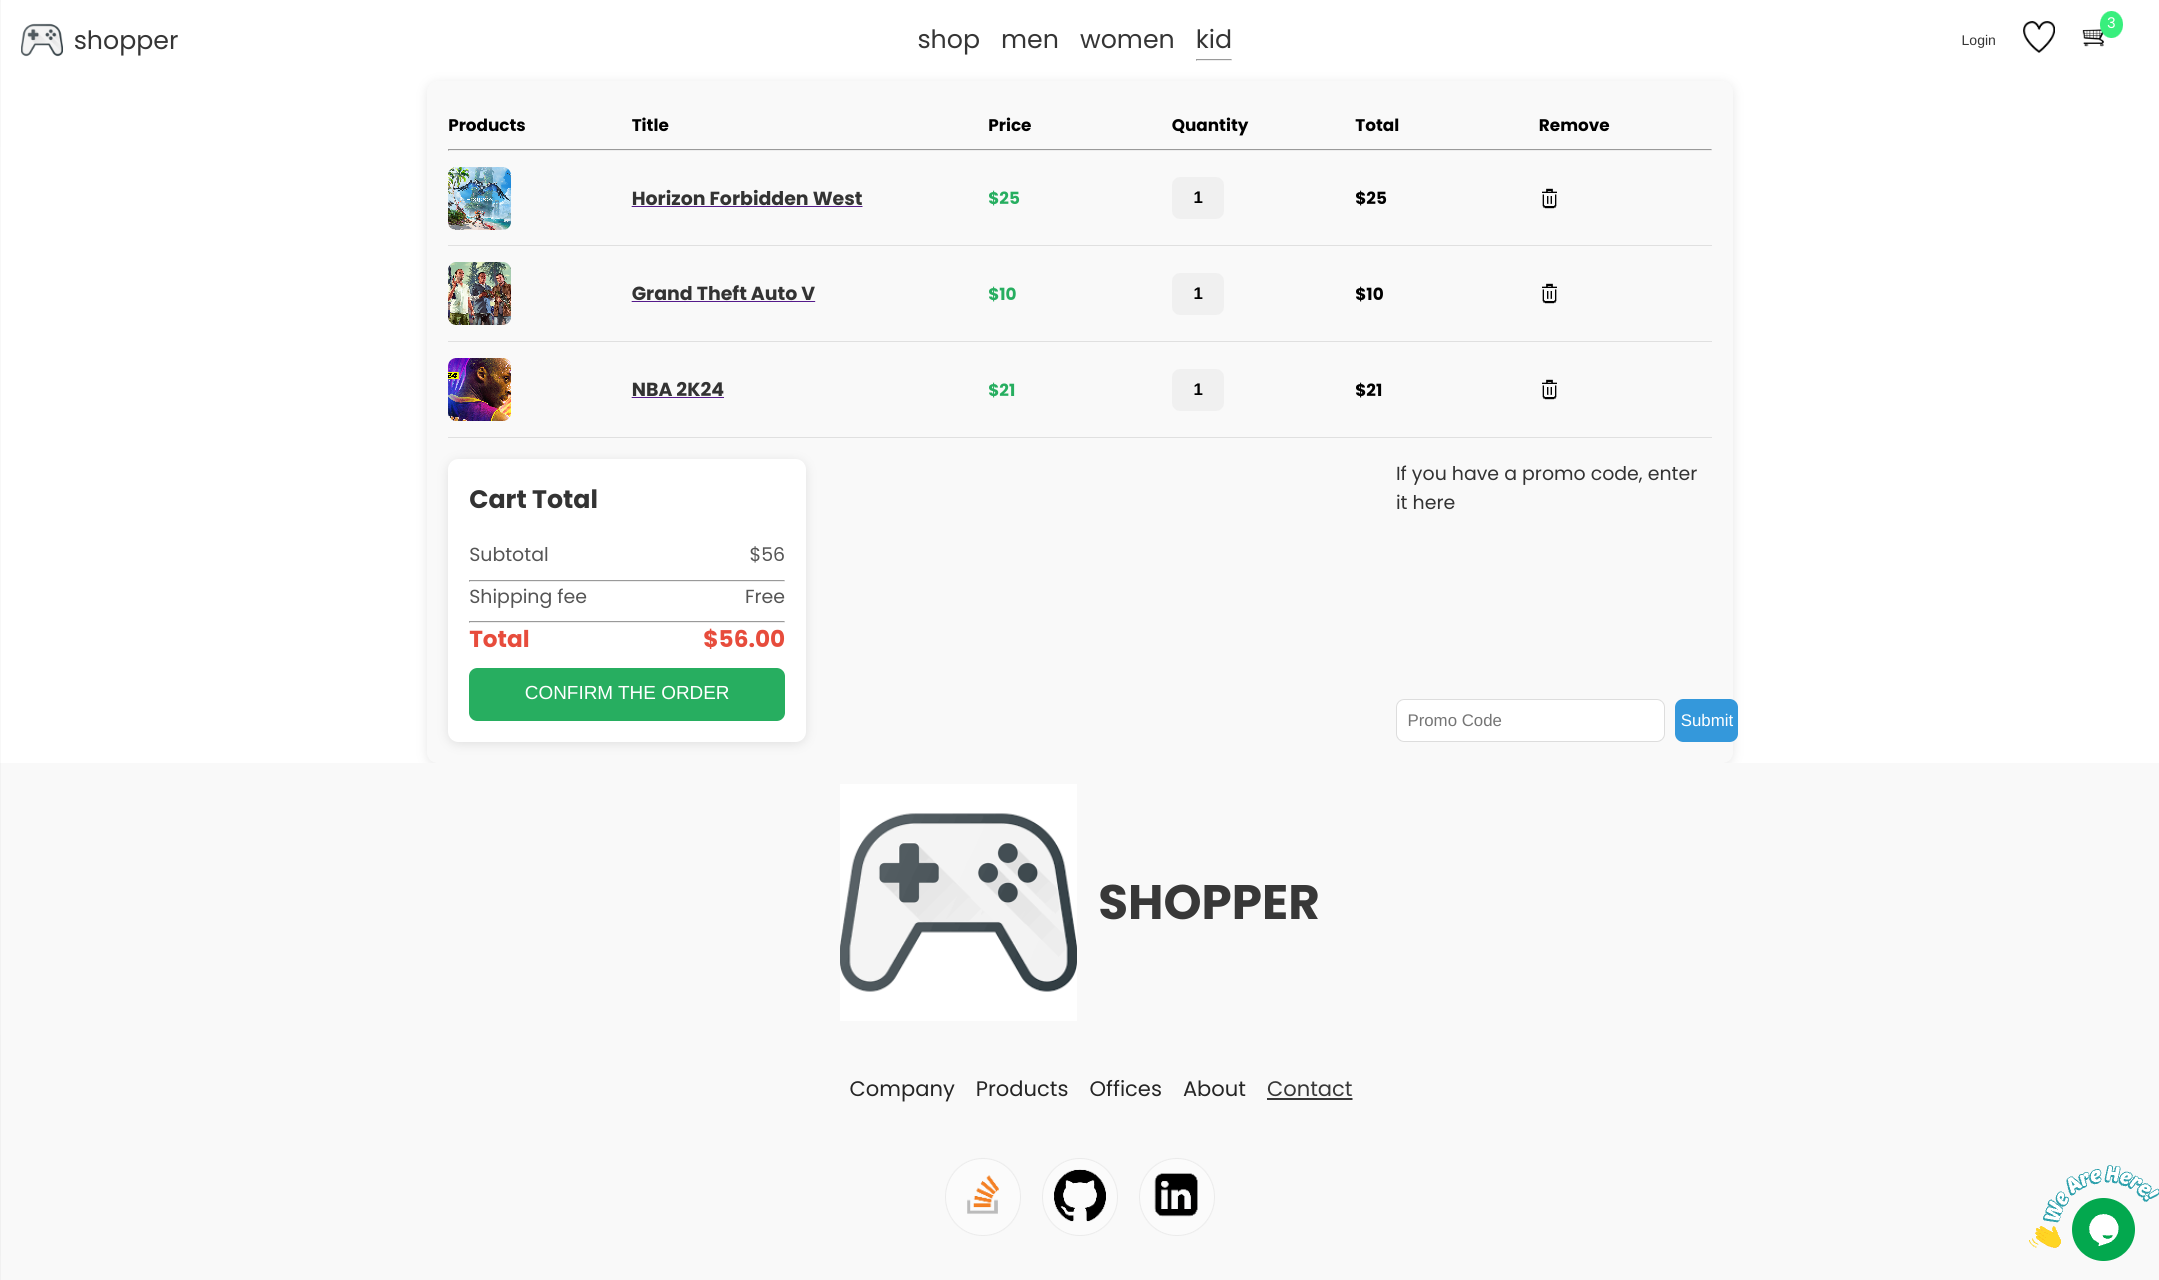 shopper
shop men women kid
Login
3
Products Title Price Quantity Total Remove
Horizon Forbidden West $25 1 $25
Grand Theft Auto V $10 1 $10
NBA 2K24 $21 1 $21
Cart Total
Subtotal $56
Shipping fee Free
Total $56.00
CONFIRM THE ORDER
If you have a promo code, enter
it here
Promo Code
Submit
SHOPPER
Company Products Offices About Contact
in
We Are Here!